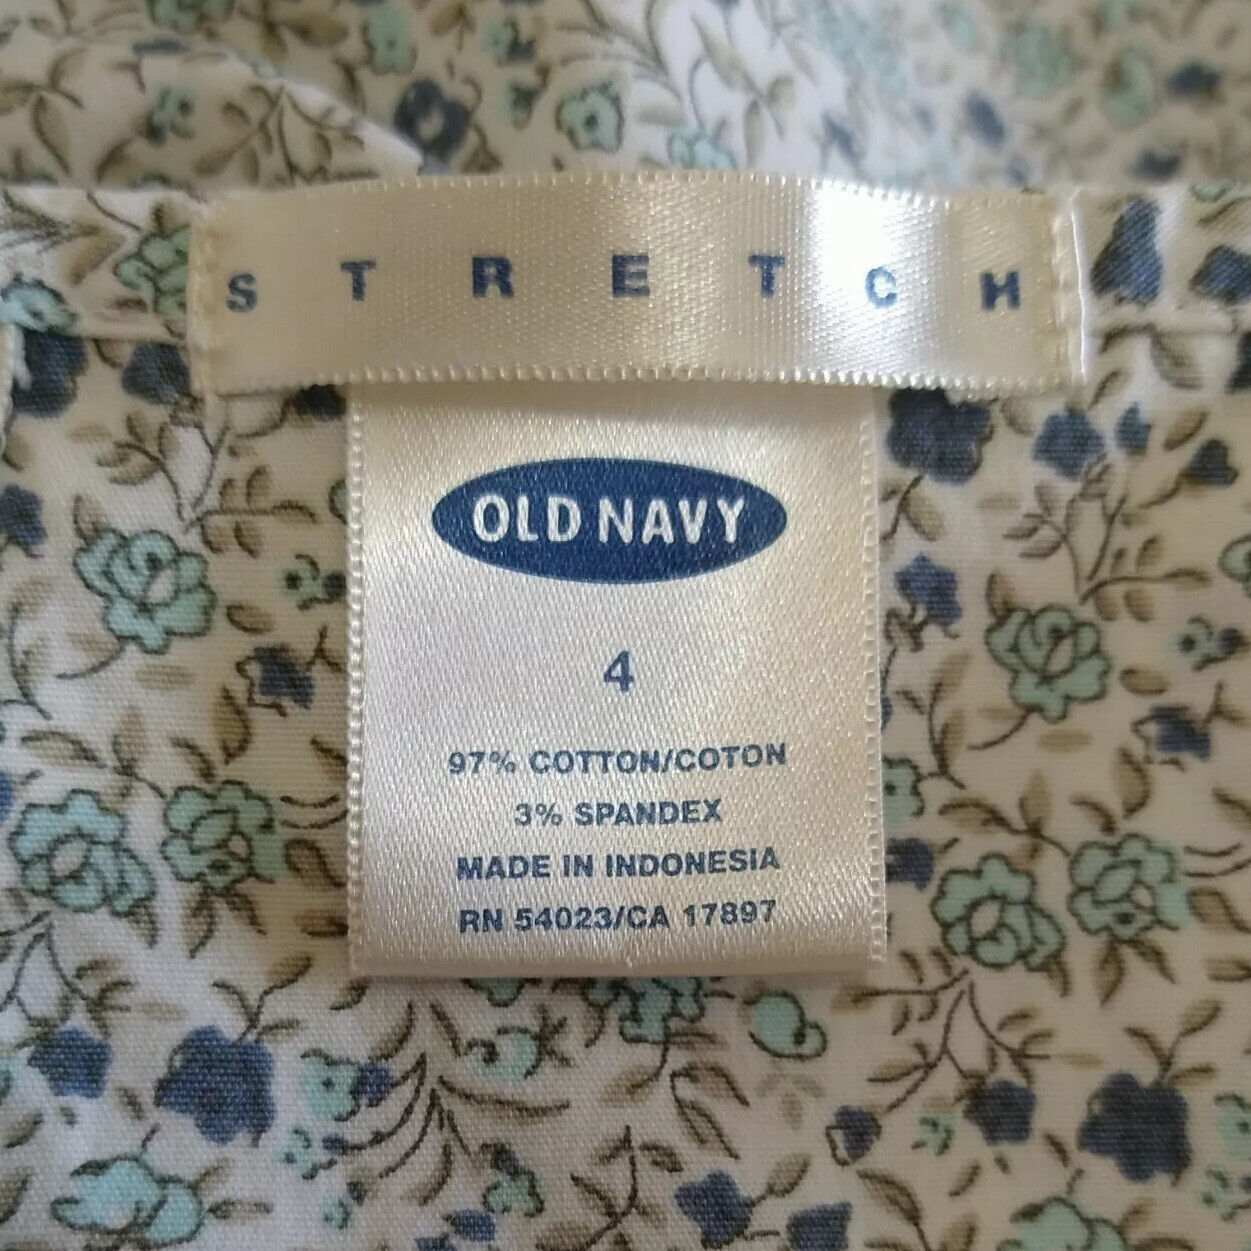 STRETCH
OLD NAVY
4
97% COTTON/COTON
3% SPANDEX
MADE IN INDONESIA
RN 54023/CA 17897